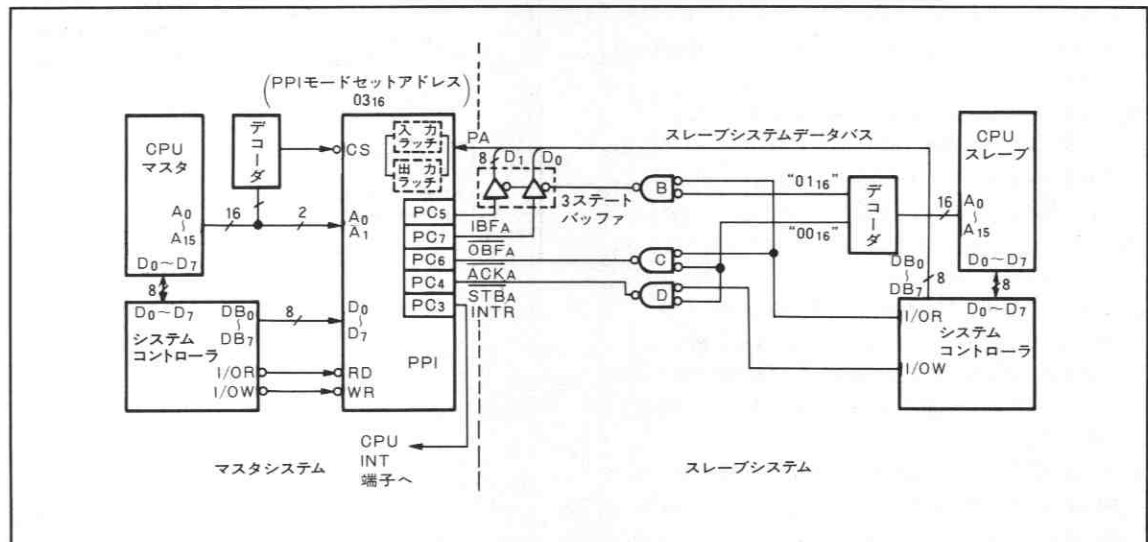 (PPIモードセットアドレス)
03₁₆
CPU
マスタ
A₀
~
A₁₅
D₀~D₇
デコーダ
16
2
8
D₀~D₇
DB₀
~
DB₇
システム
コントローラ
I/OR
I/OW
8
CS
A₀
A₁
D₀
~
D₇
RD
WR
入力
ラッチ
出力
ラッチ
PC₅
PC₇
PC₆
PC₄
PC₃
PPI
PA
8
D₁
D₀
IBF_A
OBF_A
ACK_A
STB_A
INTR
3ステート
バッファ
B
C
D
スレーブシステムデータバス
"01₁₆"
"00₁₆"
デコーダ
16
CPU
スレーブ
A₀
~
A₁₅
D₀~D₇
DB₀
~
DB₇
8
8
D₀~D₇
I/OR
システム
コントローラ
I/OW
CPU
INT
端子へ
マスタシステム
スレーブシステム